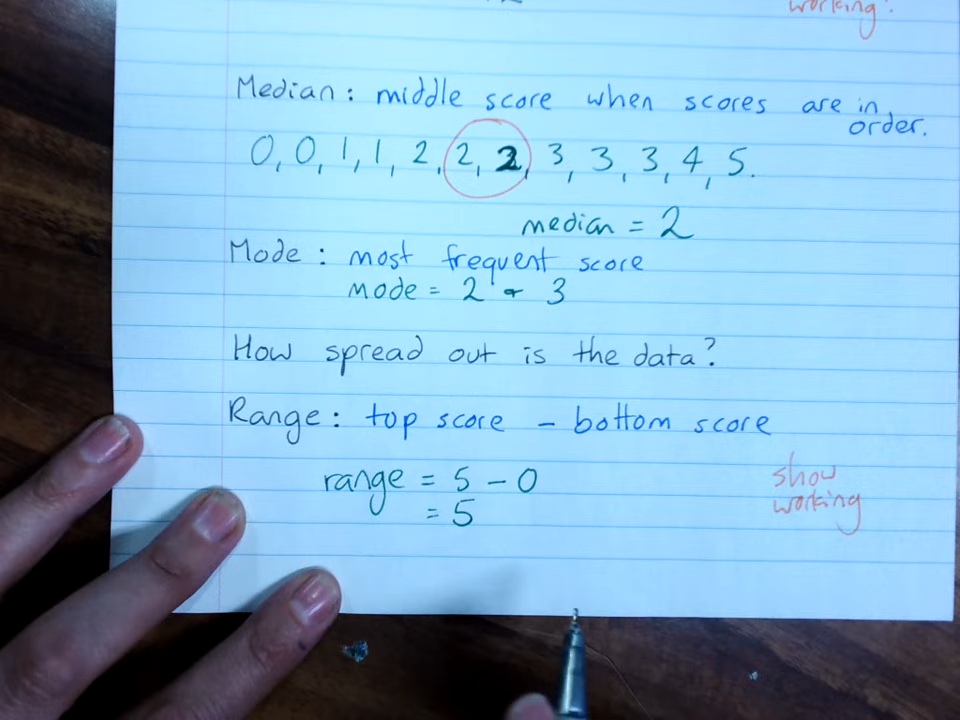 working!
Median: middle score when scores are in
order.
0, 0, 1, 1, 2, 2, 2, 3, 3, 3, 4, 5.
median = 2
Mode: most frequent score
mode = 2 & 3
How spread out is the data?
Range: top score - bottom score
range = 5 - 0
= 5
show
working